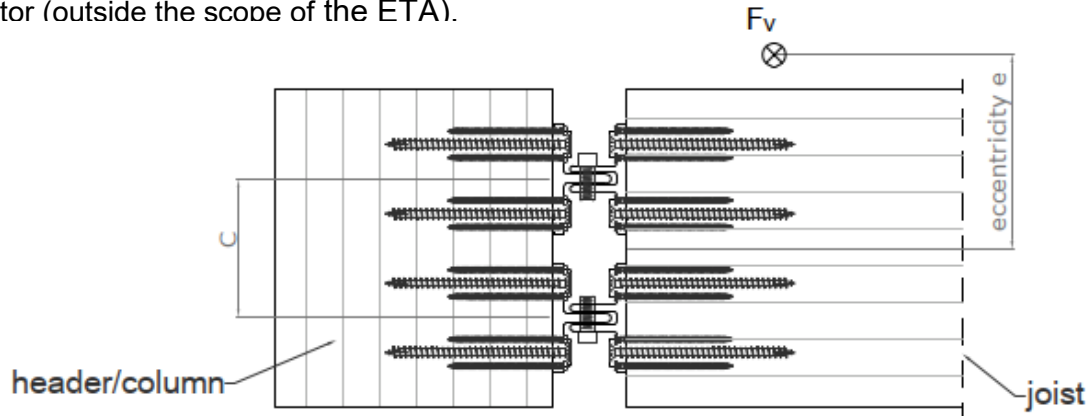 tor (outside the scope of the ETA).
Fv
eccentricity e
C
header/column
joist